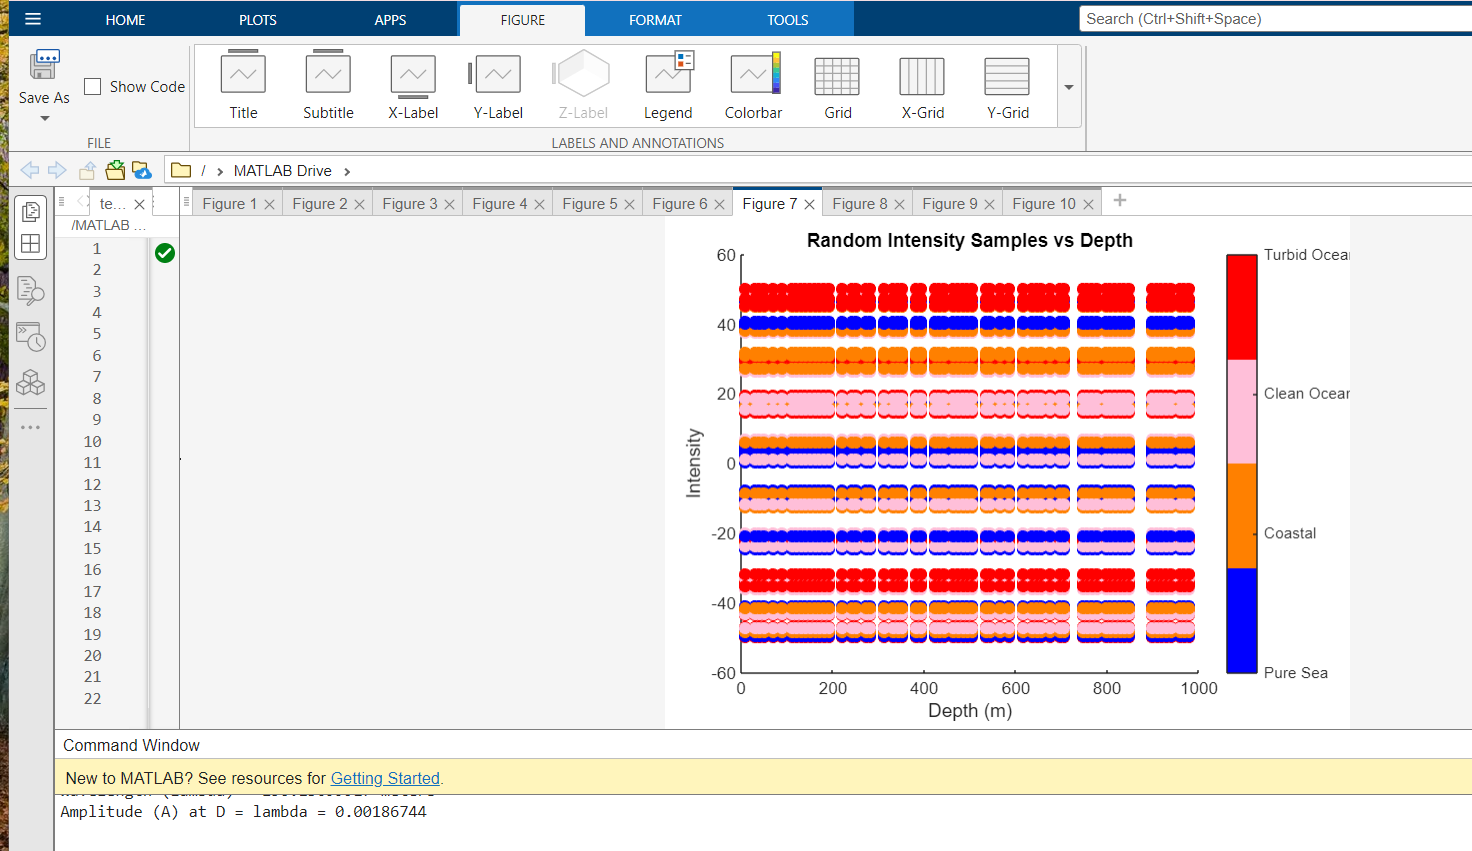 HOME PLOTS APPS FIGURE FORMAT TOOLS Search (Ctrl+Shift+Space)
Save As Show Code Title Subtitle X-Label Y-Label Z-Label Legend Colorbar Grid X-Grid Y-Grid
FILE LABELS AND ANNOTATIONS
/ › MATLAB Drive ›
te... × Figure 1 × Figure 2 × Figure 3 × Figure 4 × Figure 5 × Figure 6 × Figure 7 × Figure 8 × Figure 9 × Figure 10 × +
/MATLAB ...
1
2
3
4
5
6
7
8
9
10
11
12
13
14
15
16
17
18
19
20
21
22
Random Intensity Samples vs Depth
Intensity
60
40
20
0
-20
-40
-60
0 200 400 600 800 1000
Depth (m)
Turbid Ocea
Clean Ocear
Coastal
Pure Sea
Command Window
New to MATLAB? See resources for Getting Started.
Amplitude (A) at D = lambda = 0.00186744